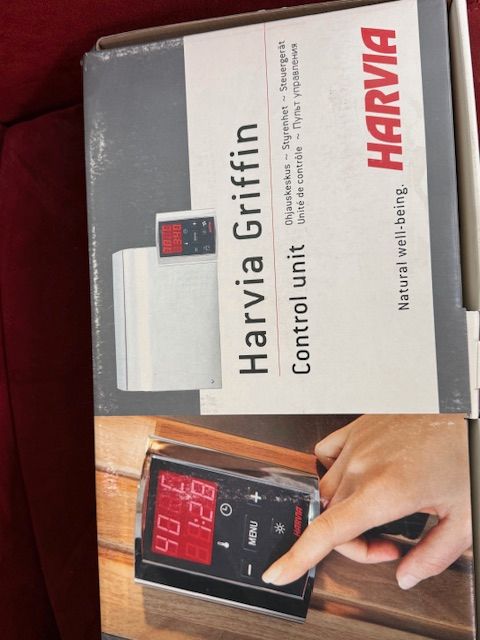 Harvia Griffin
Control unit
Ohjauskeskus ~ Styrenhet ~ Steuergerät
Unité de contrôle ~ Пульт управления
Natural well-being.
HARVIA
MENU
HARVIA